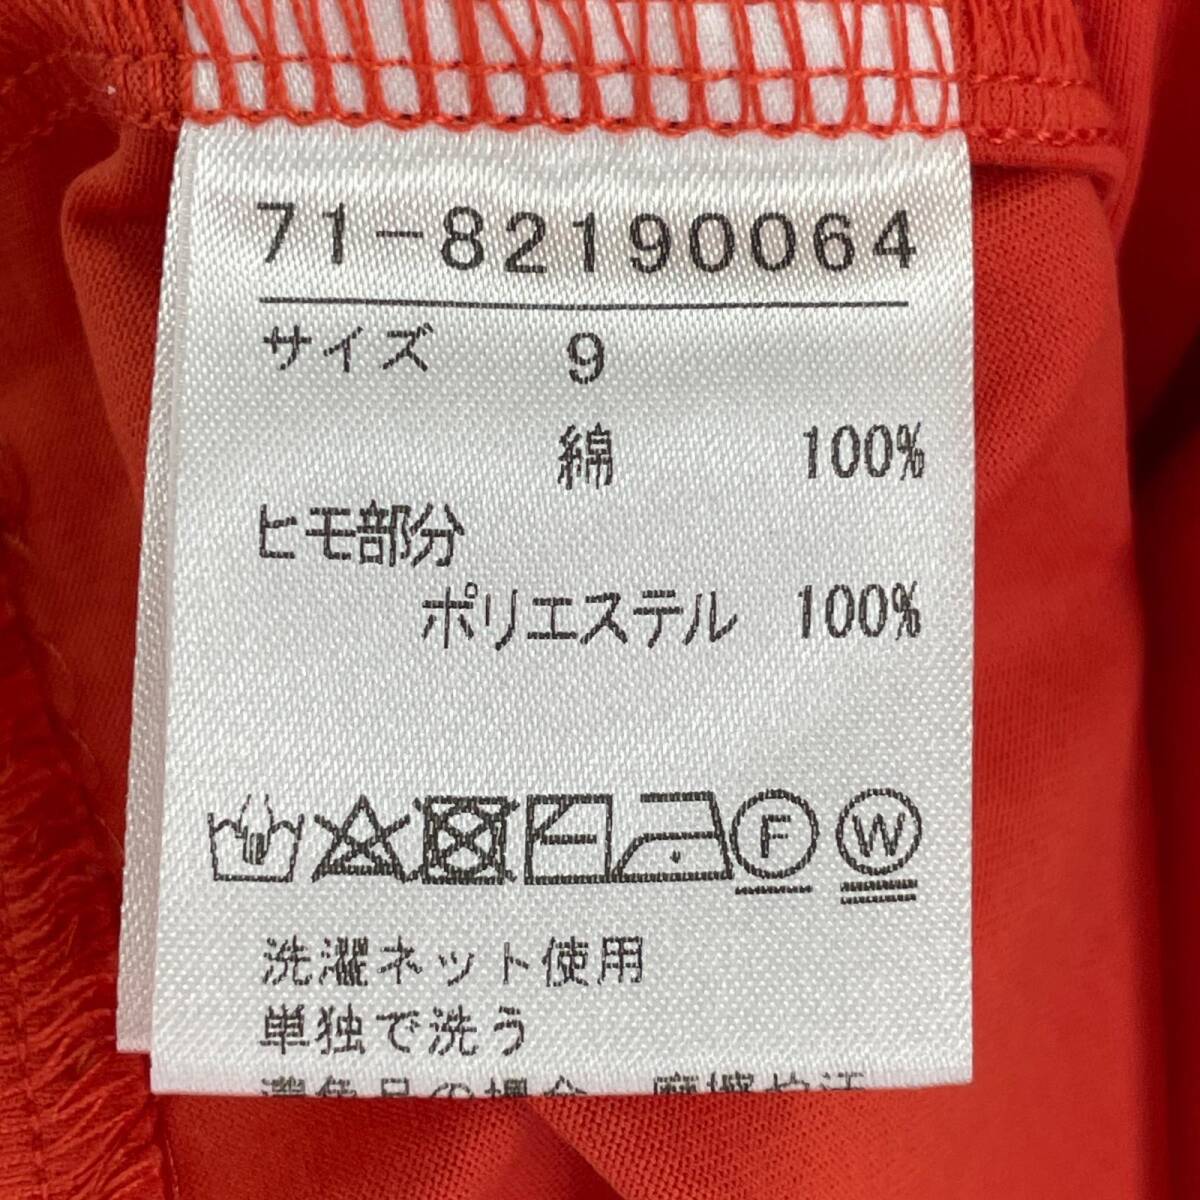 71-82190064
サイズ 9
綿 100%
ヒモ部分
ポリエステル 100%
F W
洗濯ネット使用
単独で洗う